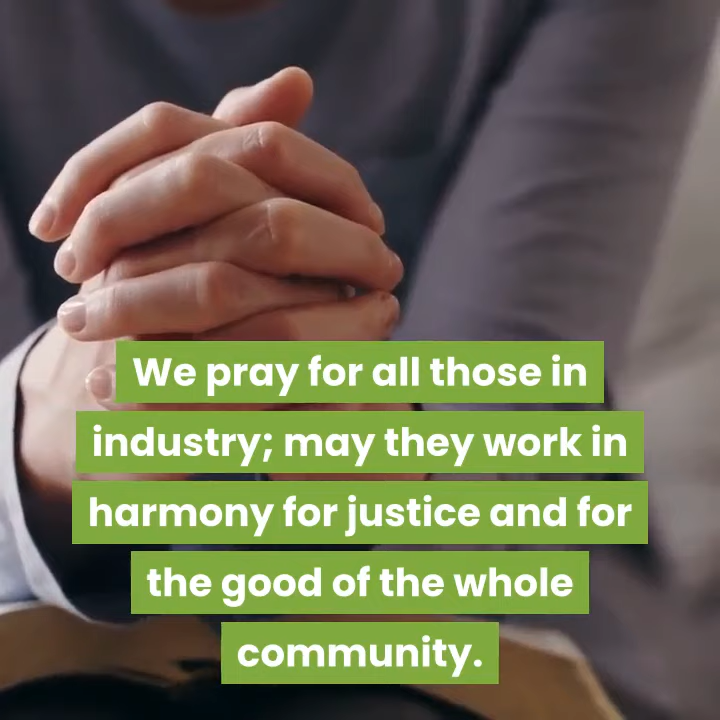 We pray for all those in
industry; may they work in
harmony for justice and for
the good of the whole
community.